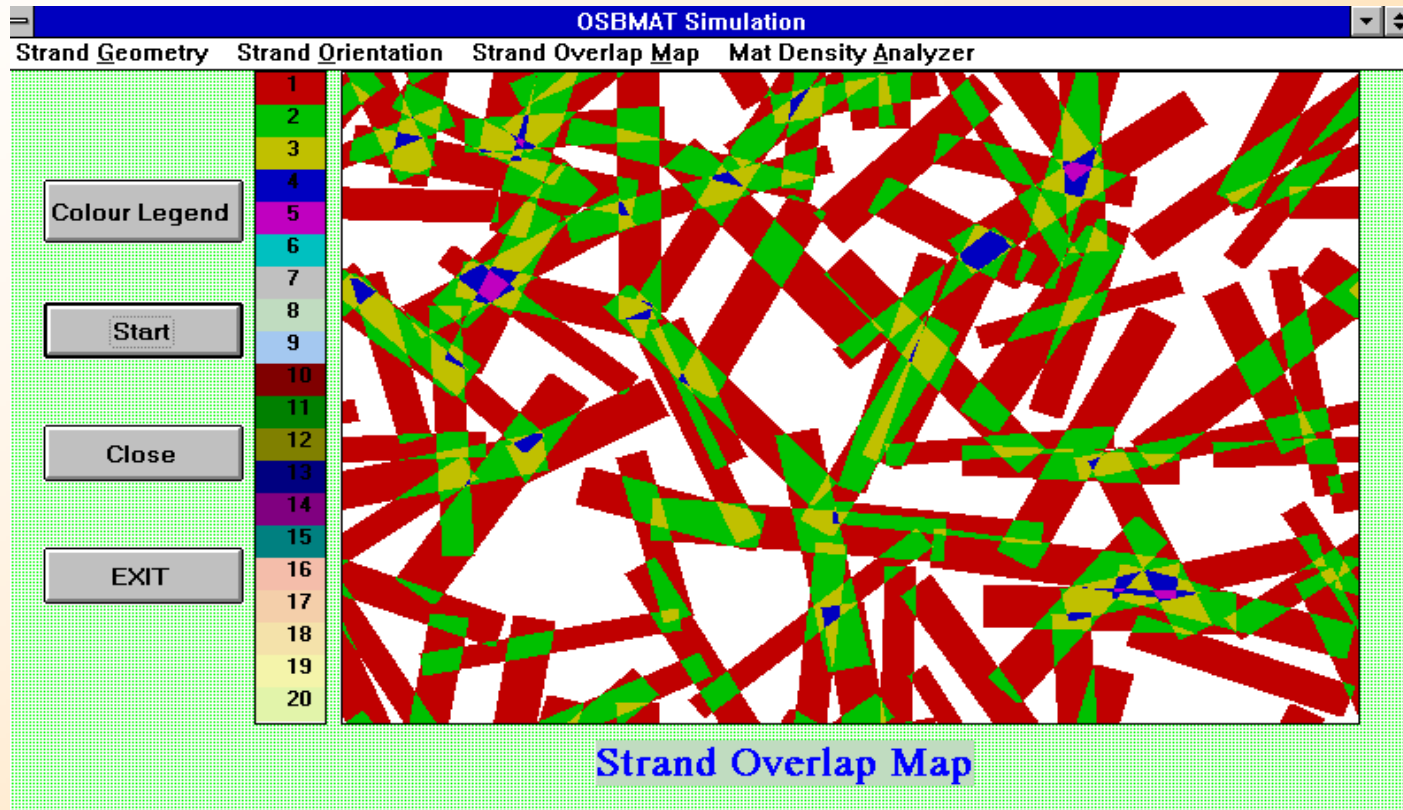 OSBMAT Simulation
Strand Geometry Strand Orientation Strand Overlap Map Mat Density Analyzer
Colour Legend
Start
Close
EXIT
1
2
3
4
5
6
7
8
9
10
11
12
13
14
15
16
17
18
19
20
Strand Overlap Map